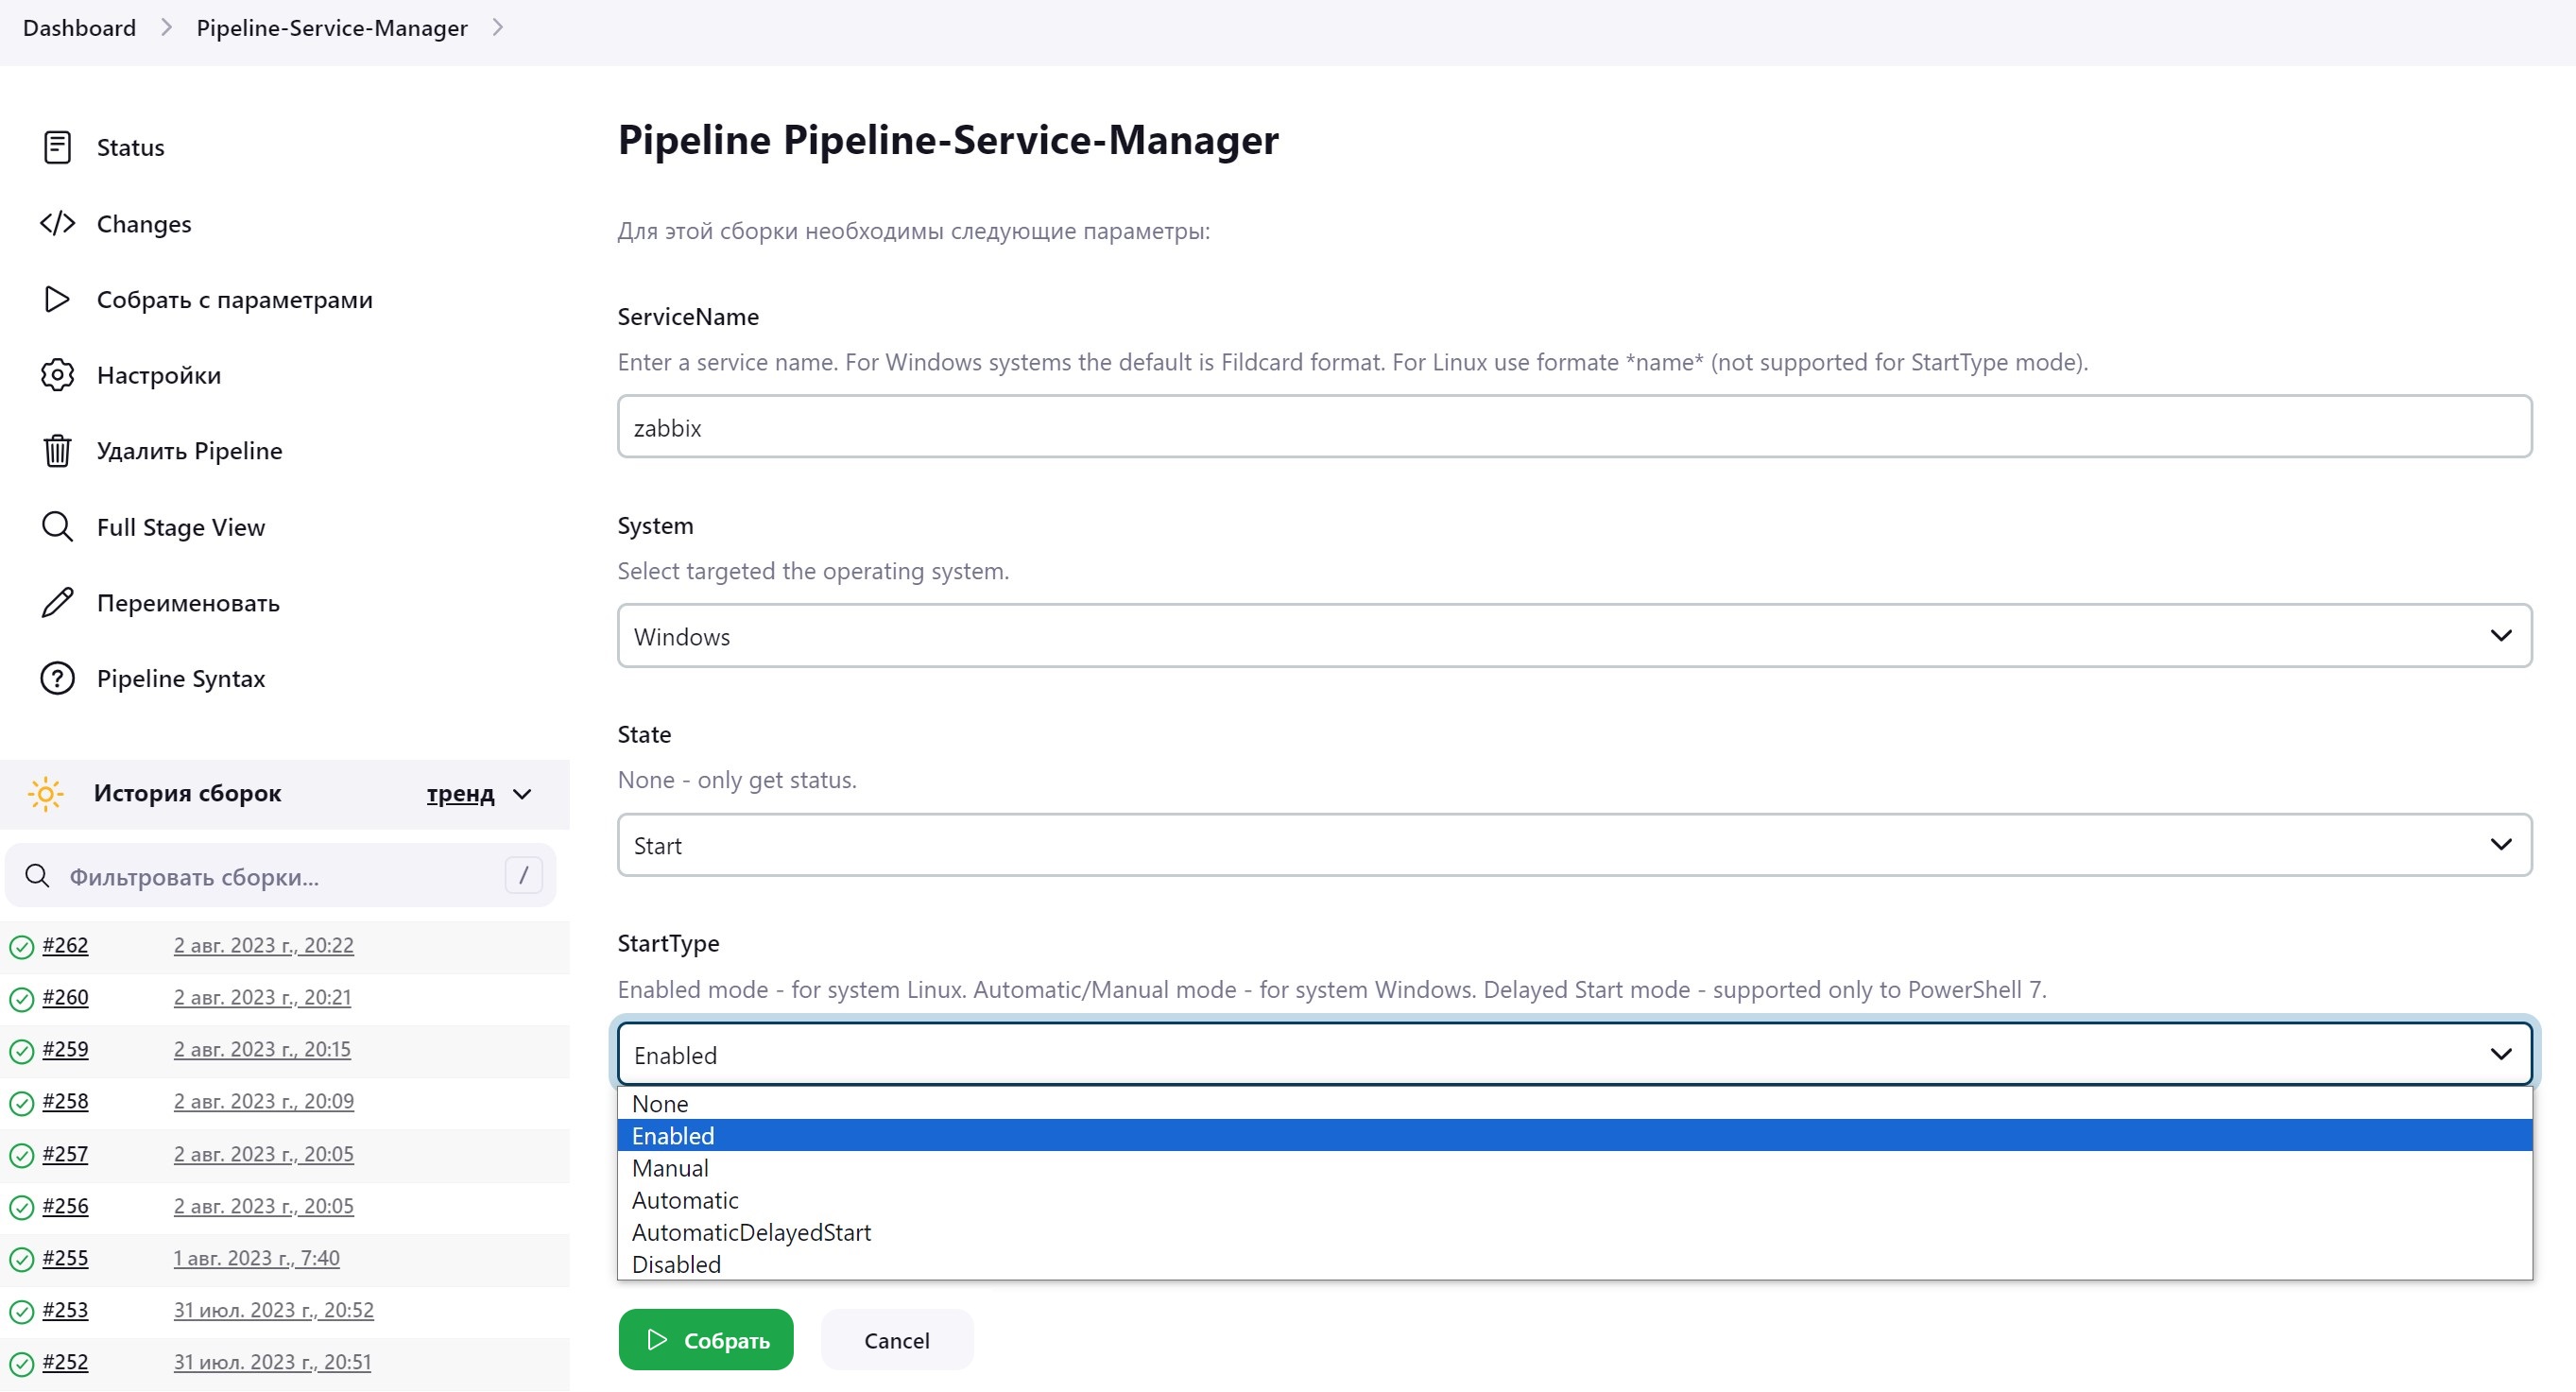 Dashboard > Pipeline-Service-Manager >
Status
Changes
Собрать с параметрами
Настройки
Удалить Pipeline
Full Stage View
Переименовать
Pipeline Syntax
История сборок тренд
Фильтровать сборки... /
#262 2 авг. 2023 г., 20:22
#260 2 авг. 2023 г., 20:21
#259 2 авг. 2023 г., 20:15
#258 2 авг. 2023 г., 20:09
#257 2 авг. 2023 г., 20:05
#256 2 авг. 2023 г., 20:05
#255 1 авг. 2023 г., 7:40
#253 31 июл. 2023 г., 20:52
#252 31 июл. 2023 г., 20:51
Pipeline Pipeline-Service-Manager
Для этой сборки необходимы следующие параметры:
ServiceName
Enter a service name. For Windows systems the default is Fildcard format. For Linux use formate *name* (not supported for StartType mode).
zabbix
System
Select targeted the operating system.
Windows
State
None - only get status.
Start
StartType
Enabled mode - for system Linux. Automatic/Manual mode - for system Windows. Delayed Start mode - supported only to PowerShell 7.
Enabled
None
Enabled
Manual
Automatic
AutomaticDelayedStart
Disabled
Собрать Cancel